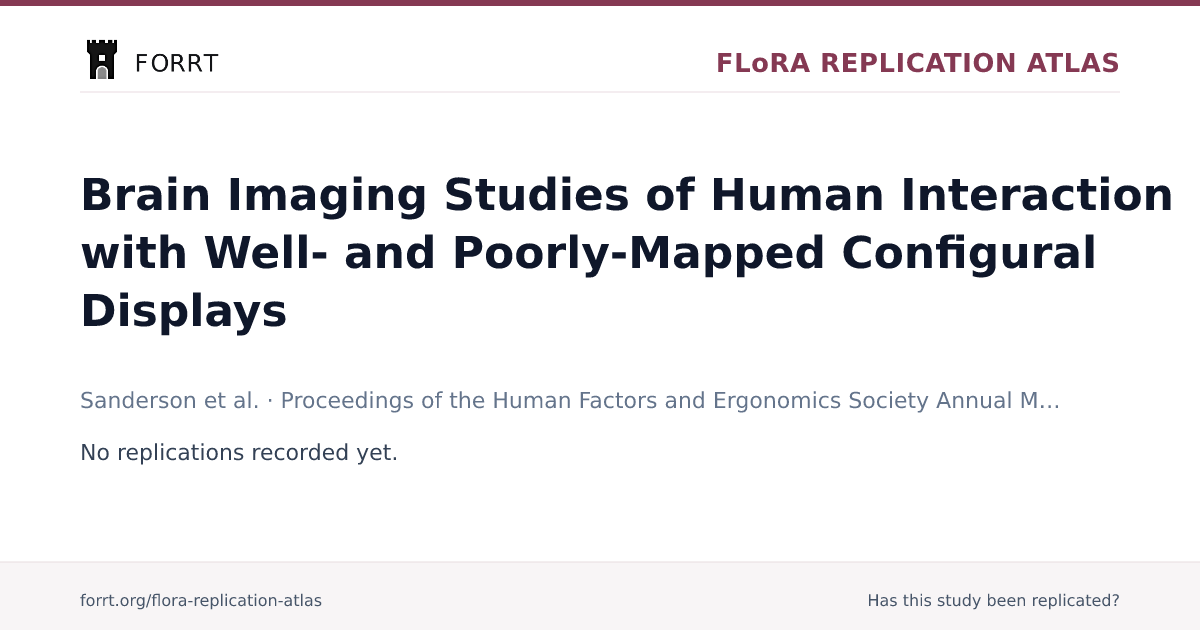 FORRT
FLoRA REPLICATION ATLAS
Brain Imaging Studies of Human Interaction
with Well- and Poorly-Mapped Configural
Displays
Sanderson et al. · Proceedings of the Human Factors and Ergonomics Society Annual M…
No replications recorded yet.
forrt.org/flora-replication-atlas
Has this study been replicated?